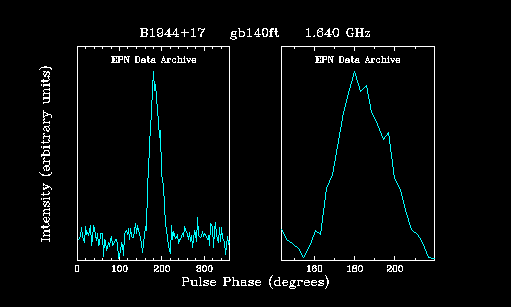 B1944+17 gb140ft 1.640 GHz
EPN Data Archive EPN Data Archive
Intensity (arbitrary units)
0 100 200 300 160 180 200
Pulse Phase (degrees)